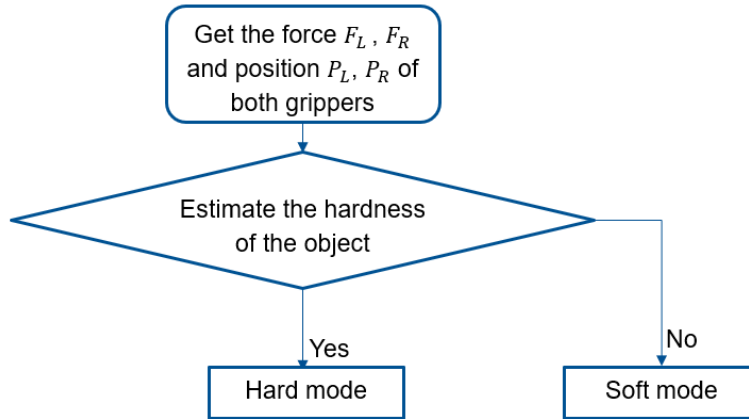 Get the force F_L , F_R
and position P_L, P_R of
both grippers
Estimate the hardness
of the object
Yes
No
Hard mode
Soft mode